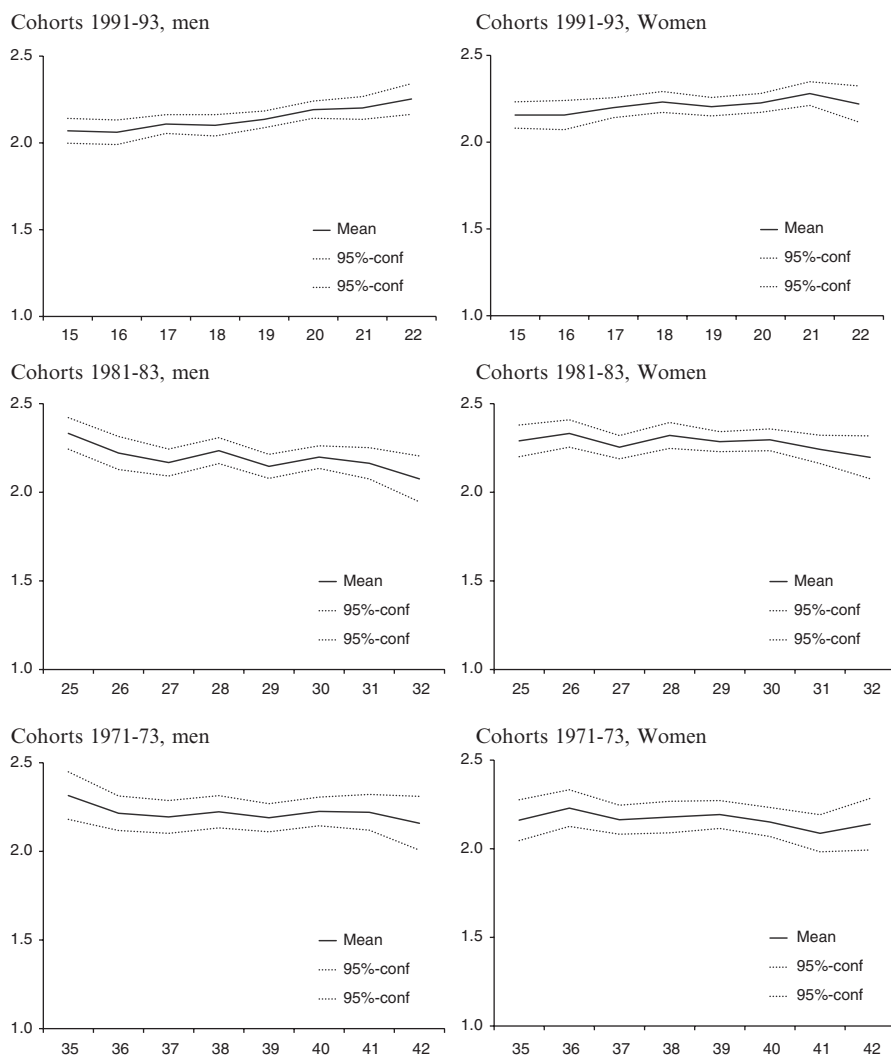 Cohorts 1991-93, men
2.5
2.0
1.5
1.0
Mean
95%-conf
95%-conf
15 16 17 18 19 20 21 22
Cohorts 1991-93, Women
2.5
2.0
1.5
1.0
Mean
95%-conf
95%-conf
15 16 17 18 19 20 21 22
Cohorts 1981-83, men
2.5
2.0
1.5
1.0
Mean
95%-conf
95%-conf
25 26 27 28 29 30 31 32
Cohorts 1981-83, Women
2.5
2.0
1.5
1.0
Mean
95%-conf
95%-conf
25 26 27 28 29 30 31 32
Cohorts 1971-73, men
2.5
2.0
1.5
1.0
Mean
95%-conf
95%-conf
35 36 37 38 39 40 41 42
Cohorts 1971-73, Women
2.5
2.0
1.5
1.0
Mean
95%-conf
95%-conf
35 36 37 38 39 40 41 42